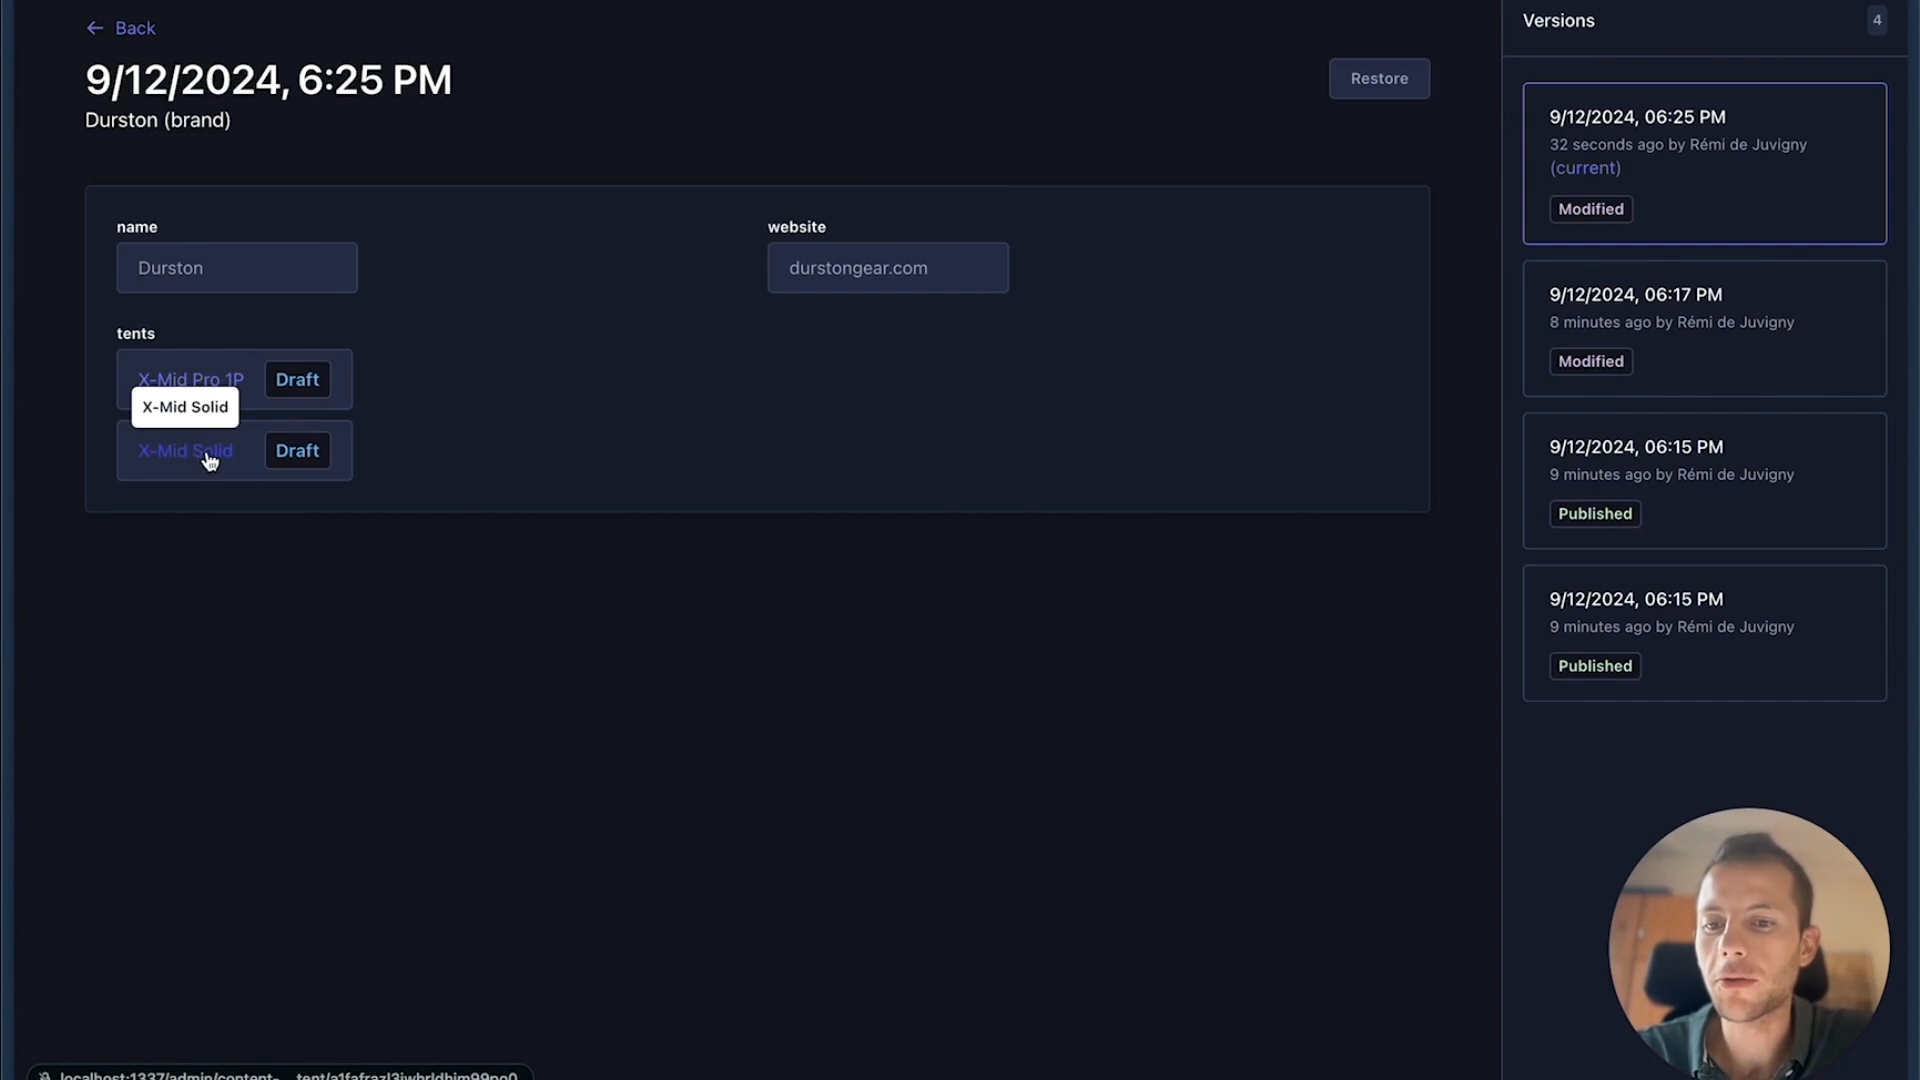 ← Back
9/12/2024, 6:25 PM
Durston (brand)
Restore
name
Durston
website
durstongear.com
tents
X-Mid Pro 1P
Draft
X-Mid Solid
X-Mid Solid
Draft
Versions
4
9/12/2024, 06:25 PM
32 seconds ago by Rémi de Juvigny
(current)
Modified
9/12/2024, 06:17 PM
8 minutes ago by Rémi de Juvigny
Modified
9/12/2024, 06:15 PM
9 minutes ago by Rémi de Juvigny
Published
9/12/2024, 06:15 PM
9 minutes ago by Rémi de Juvigny
Published
localhost:1337/admin/content-